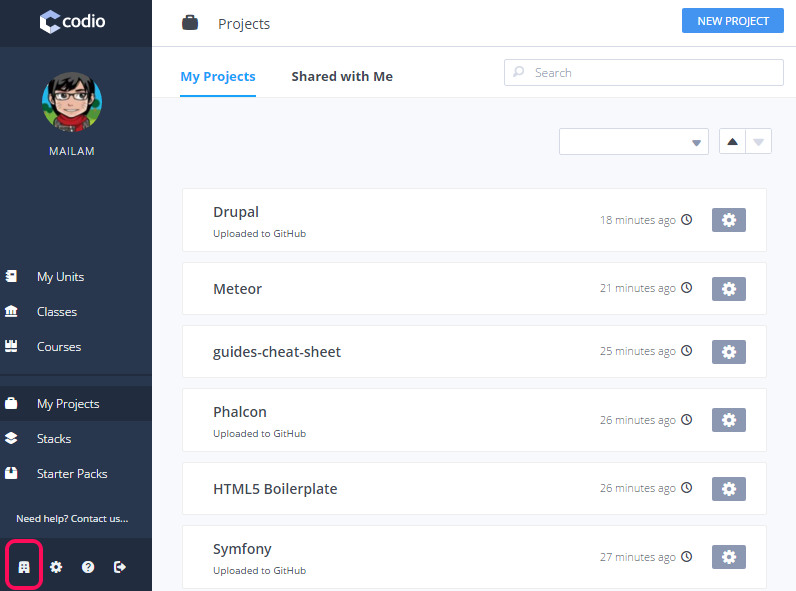 codio
Projects
NEW PROJECT
MAILAM
My Projects
Shared with Me
Search
Drupal
Uploaded to GitHub
18 minutes ago
My Units
Meteor
21 minutes ago
Classes
Courses
guides-cheat-sheet
25 minutes ago
My Projects
Phalcon
Uploaded to GitHub
26 minutes ago
Stacks
Starter Packs
HTML5 Boilerplate
26 minutes ago
Need help? Contact us...
Symfony
Uploaded to GitHub
27 minutes ago